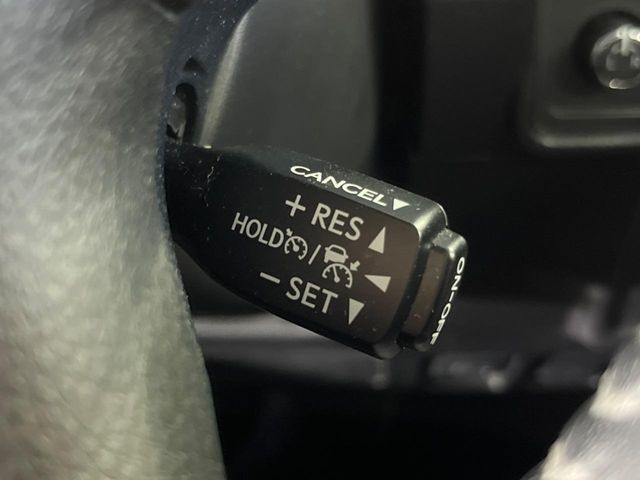 CANCEL▼
+ RES ▲
HOLD / ◀
− SET ▼
ON-OFF